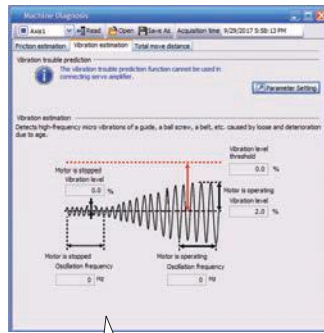 Machine Diagnosis
Axis1 Read Open Save As Acquisition time 9/29/2017 5:58:13 PM
Friction estimation Vibration estimation Total move distance
Vibration trouble prediction
The vibration trouble prediction function cannot be used in
connecting servo amplifier.
Parameter Setting
Vibration estimation
Detects high-frequency micro vibrations of a guide, a ball screw, a belt, etc. caused by loose and deterioration
due to age.
Vibration level
threshold
0.0 %
Motor is stopped
Vibration level
0.0 %
Motor is operating
Vibration level
2.0 %
Motor is stopped
Oscillation frequency
0 Hz
Motor is operating
Oscillation frequency
0 Hz